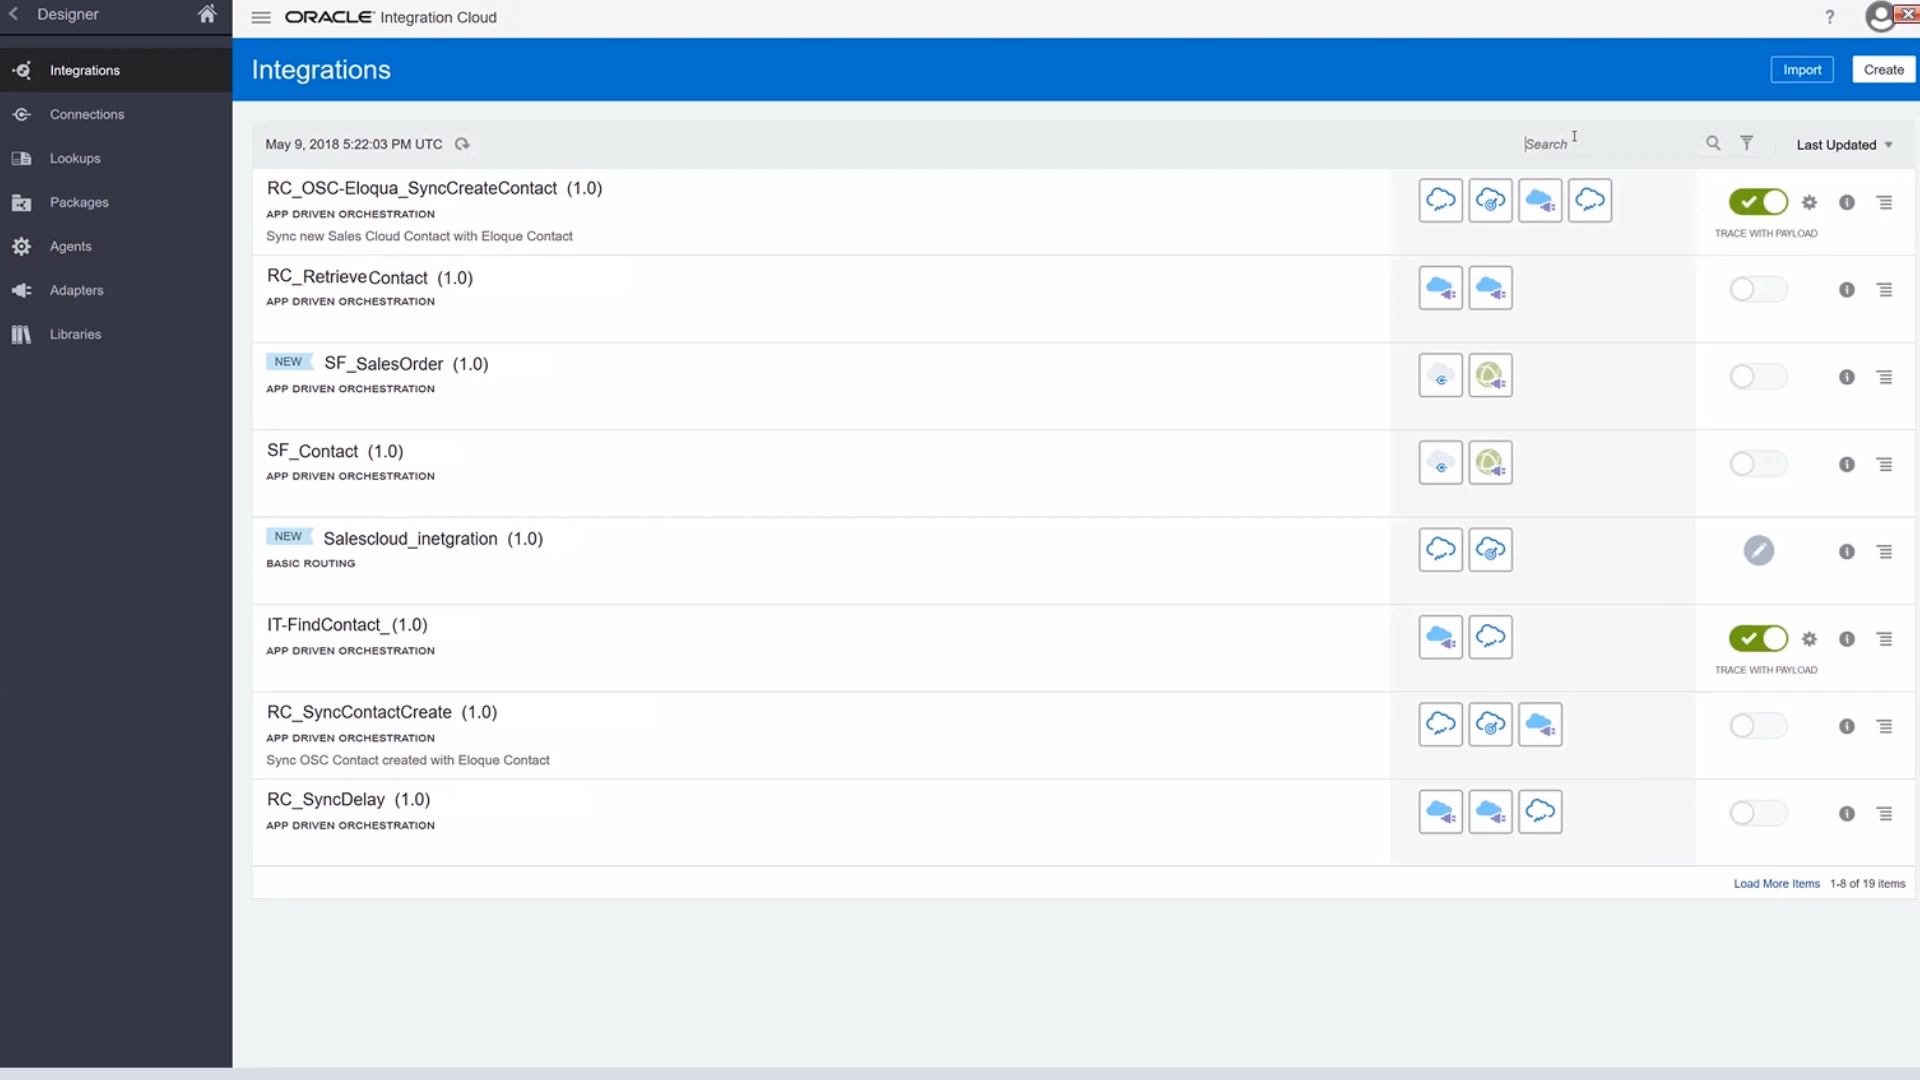 Designer
ORACLE Integration Cloud
?
Integrations
Connections
Lookups
Packages
Agents
Adapters
Libraries
Integrations
Import
Create
May 9, 2018 5:22:03 PM UTC
Search
Last Updated
RC_OSC-Eloqua_SyncCreateContact (1.0)
APP DRIVEN ORCHESTRATION
Sync new Sales Cloud Contact with Eloque Contact
TRACE WITH PAYLOAD
RC_RetrieveContact (1.0)
APP DRIVEN ORCHESTRATION
NEW SF_SalesOrder (1.0)
APP DRIVEN ORCHESTRATION
SF_Contact (1.0)
APP DRIVEN ORCHESTRATION
NEW Salescloud_inetgration (1.0)
BASIC ROUTING
IT-FindContact_(1.0)
APP DRIVEN ORCHESTRATION
TRACE WITH PAYLOAD
RC_SyncContactCreate (1.0)
APP DRIVEN ORCHESTRATION
Sync OSC Contact created with Eloque Contact
RC_SyncDelay (1.0)
APP DRIVEN ORCHESTRATION
Load More Items 1-8 of 19 items